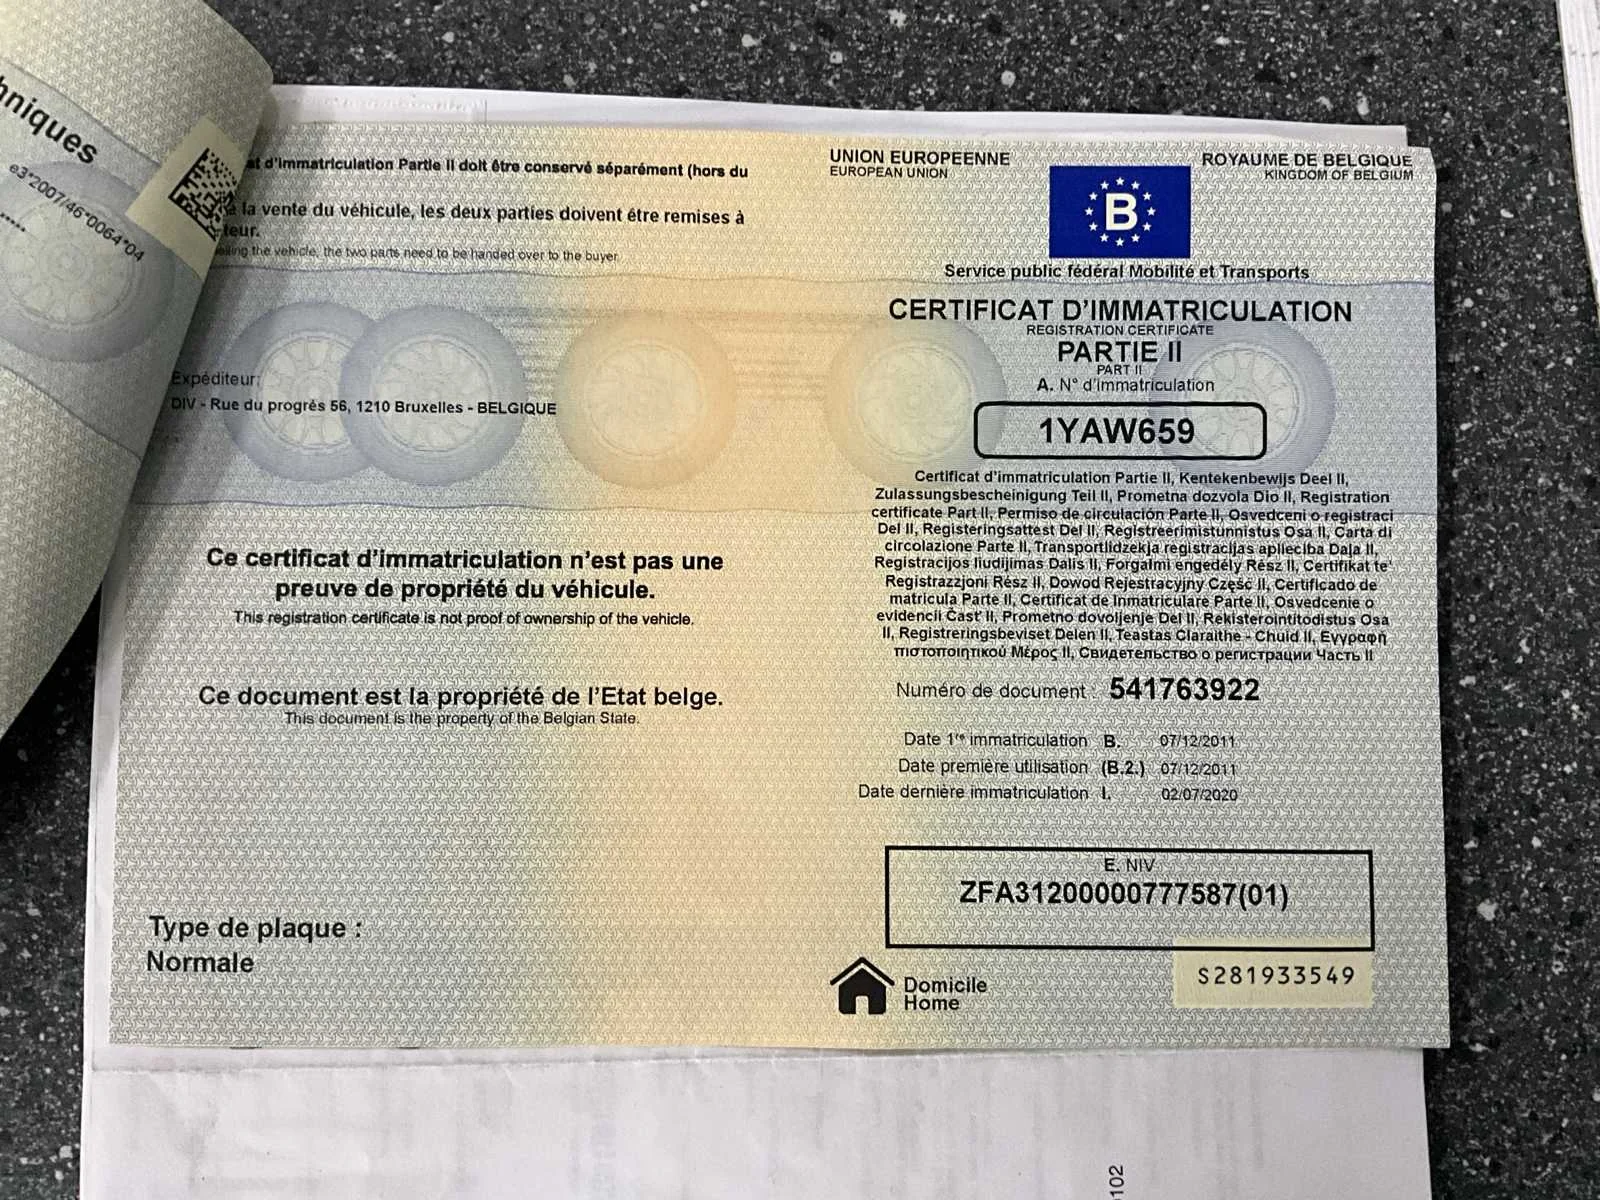 hniques
e3*2007/46*0064*04
at d'immatriculation Partie II doit être conservé séparément (hors du
la vente du véhicule, les deux parties doivent être remises à
teur.
elling the vehicle, the two parts need to be handed over to the buyer.
Expéditeur:
DIV - Rue du progrès 56, 1210 Bruxelles - BELGIQUE
Ce certificat d'immatriculation n'est pas une
preuve de propriété du véhicule.
This registration certificate is not proof of ownership of the vehicle.
Ce document est la propriété de l'Etat belge.
This document is the property of the Belgian State.
Type de plaque :
Normale
UNION EUROPEENNE
EUROPEAN UNION
B
ROYAUME DE BELGIQUE
KINGDOM OF BELGIUM
Service public fédéral Mobilité et Transports
CERTIFICAT D'IMMATRICULATION
REGISTRATION CERTIFICATE
PARTIE II
PART II
A. N° d'immatriculation
1YAW659
Certificat d'immatriculation Partie II, Kentekenbewijs Deel II,
Zulassungsbescheinigung Teil II, Prometna dozvola Dio II, Registration
certificate Part II, Permiso de circulación Parte II, Osvedceni o registraci
Del II, Registeringsattest Del II, Registreerimistunnistus Osa II, Carta di
circolazione Parte II, Transportlidzekja registracijas aplieciba Daļa II,
Registracijos liudijimas Dalis II, Forgalmi engedély Rész II, Certifikat te'
Registrazzjoni Rész II, Dowod Rejestracyjny Część II, Certificado de
matricula Parte II, Certificat de Inmatriculare Partie II, Osvedcenie o
evidencii Časť II, Prometno dovoljenje Del II, Rekisterointitodistus Osa
II, Registreringsbeviset Delen II, Teastas Claraithe - Chuid II, Εγγραφή
πιστοποιητικού Μέρος II, Свидетельство о регистрации Часть II
Numéro de document : 541763922
Date 1re immatriculation B. 07/12/2011
Date première utilisation (B.2.) 07/12/2011
Date dernière immatriculation I. 02/07/2020
E. NIV
ZFA31200000777587(01)
Domicile
Home
S281933549
102